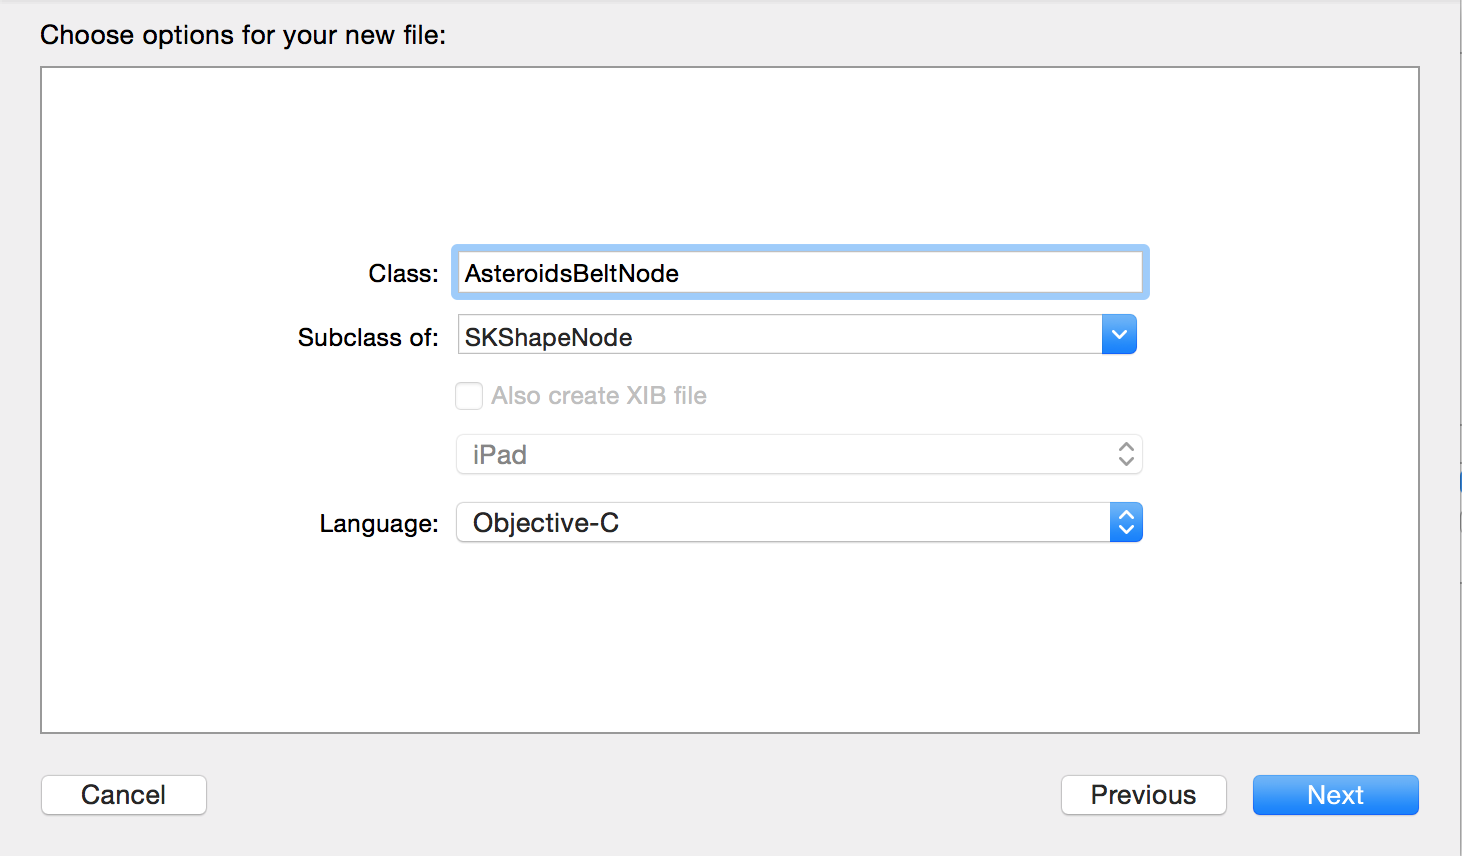 Choose options for your new file:
Class: AsteroidsBeltNode
Subclass of: SKShapeNode
Also create XIB file
iPad
Language: Objective-C
Cancel Previous Next